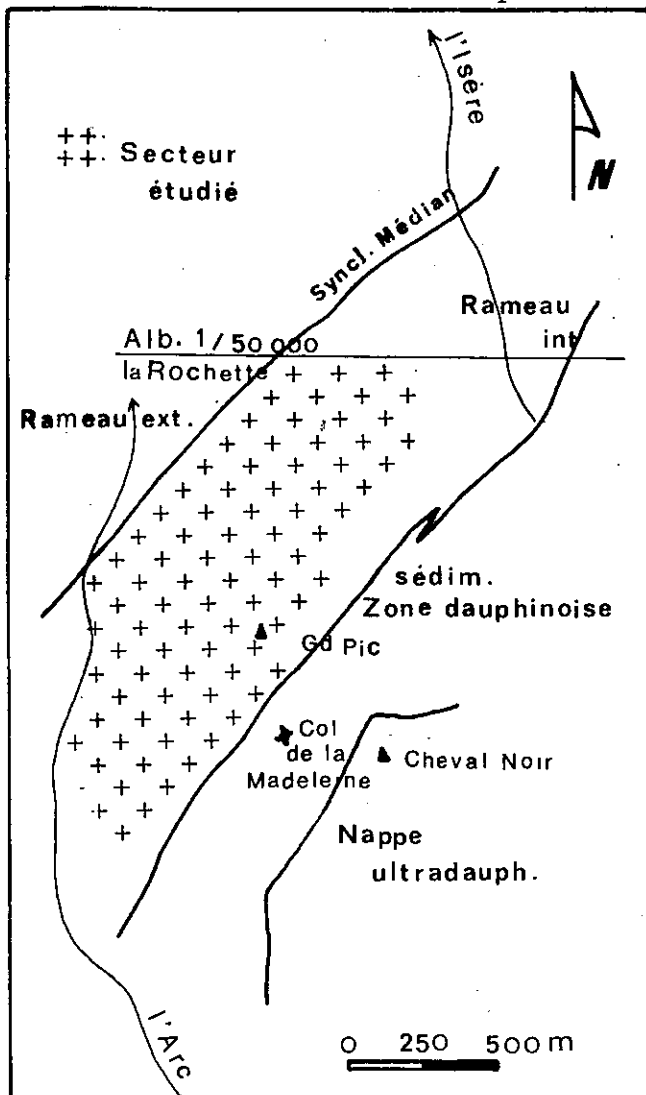 l'Isère
Secteur
étudié
N
Syncl. Médian
Rameau
int
Alb. 1/50 000
la Rochette
Rameau ext.
sédim.
Zone dauphinoise
Gd Pic
Col
de la
Madeleine
Cheval Noir
Nappe
ultradauph.
l'Arc
0 250 500 m